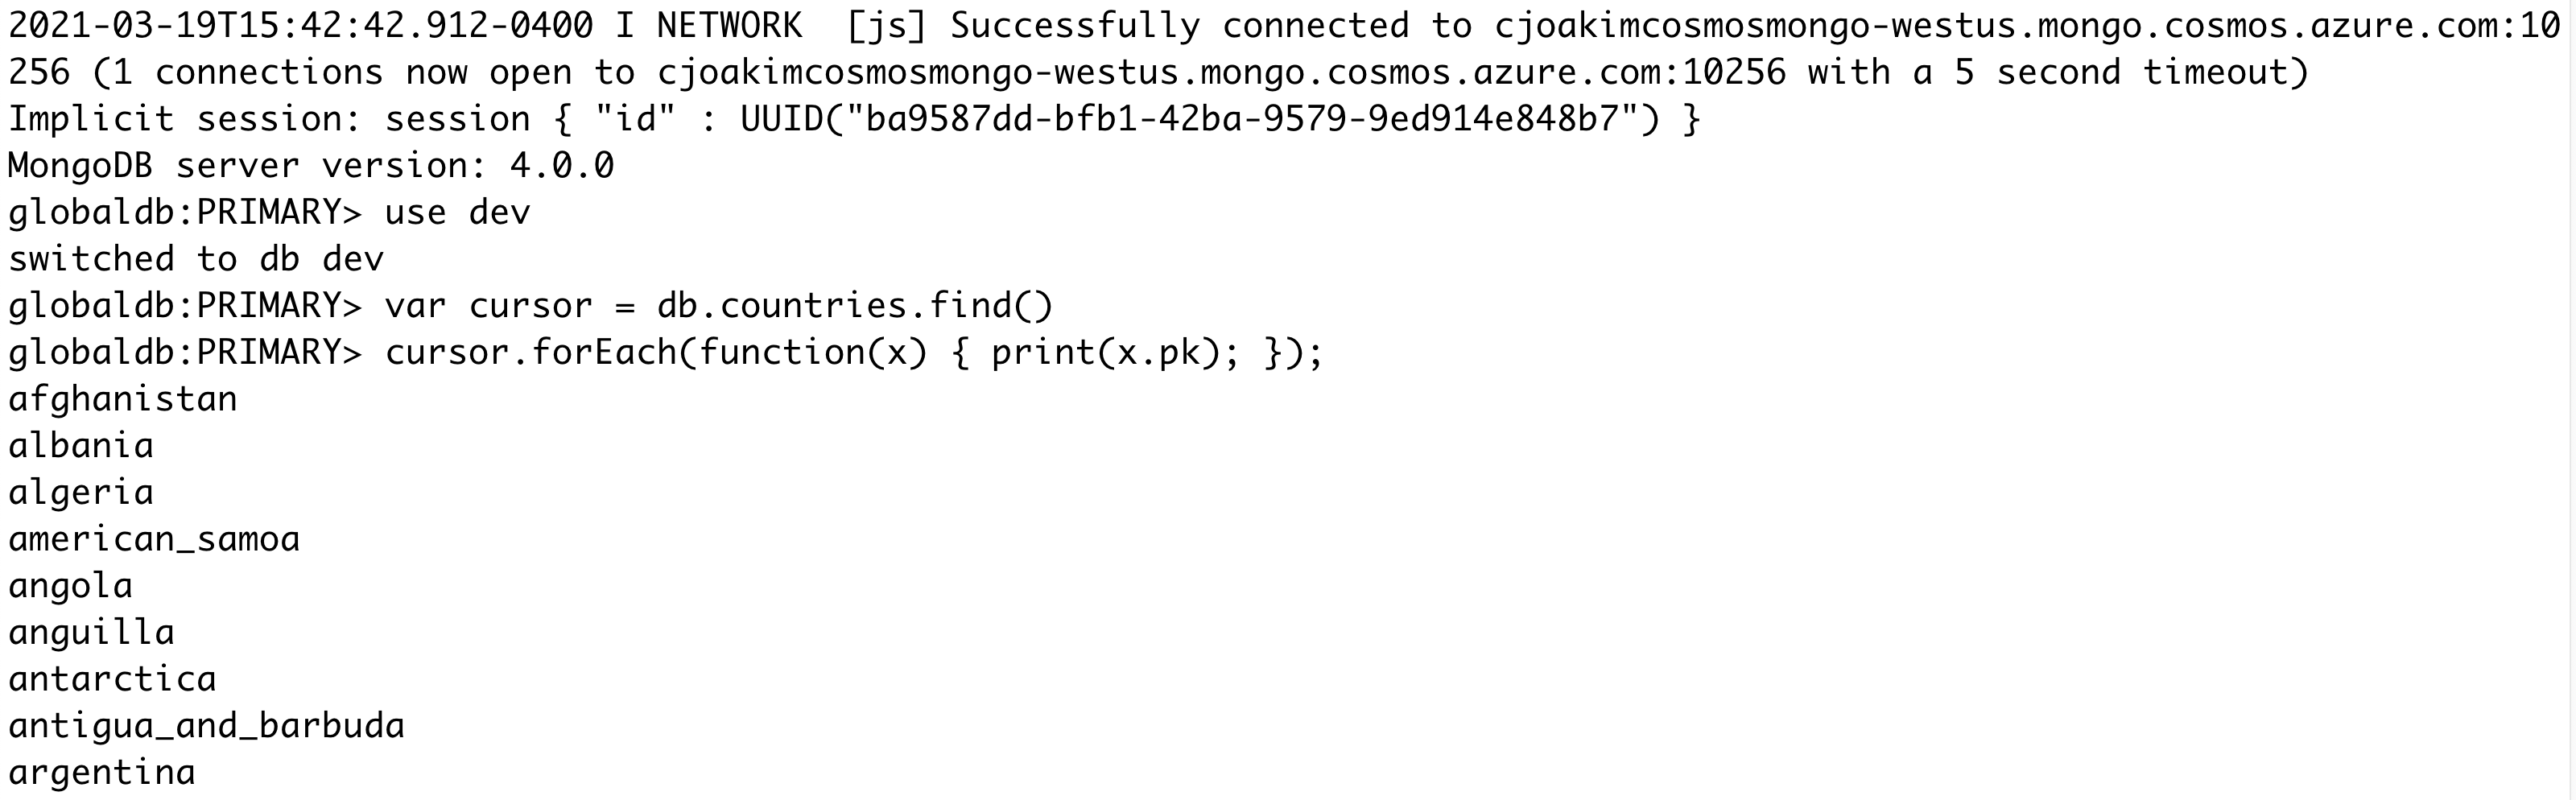 2021-03-19T15:42:42.912-0400 I NETWORK  [js] Successfully connected to cjoakimcosmosmongo-westus.mongo.cosmos.azure.com:10
256 (1 connections now open to cjoakimcosmosmongo-westus.mongo.cosmos.azure.com:10256 with a 5 second timeout)
Implicit session: session { "id" : UUID("ba9587dd-bfb1-42ba-9579-9ed914e848b7") }
MongoDB server version: 4.0.0
globaldb:PRIMARY> use dev
switched to db dev
globaldb:PRIMARY> var cursor = db.countries.find()
globaldb:PRIMARY> cursor.forEach(function(x) { print(x.pk); });
afghanistan
albania
algeria
american_samoa
angola
anguilla
antarctica
antigua_and_barbuda
argentina